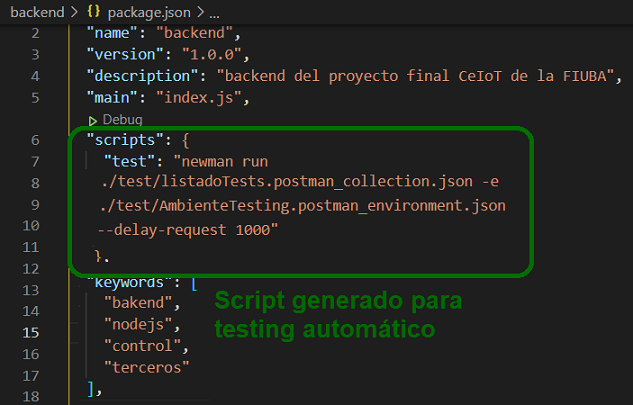 backend > {} package.json > ...
2 "name": "backend",
3 "version": "1.0.0",
4 "description": "backend del proyecto final CeIoT de la FIUBA",
5 "main": "index.js",
Debug
6 "scripts": {
7 "test": "newman run
8 ./test/listadoTests.postman_collection.json -e
9 ./test/AmbienteTesting.postman_environment.json
10 --delay-request 1000"
11 },
12
13 "keywords": [
14 "bakend",
15 "nodejs",
16 "control",
17 "terceros"
18 ],
Script generado para
testing automático